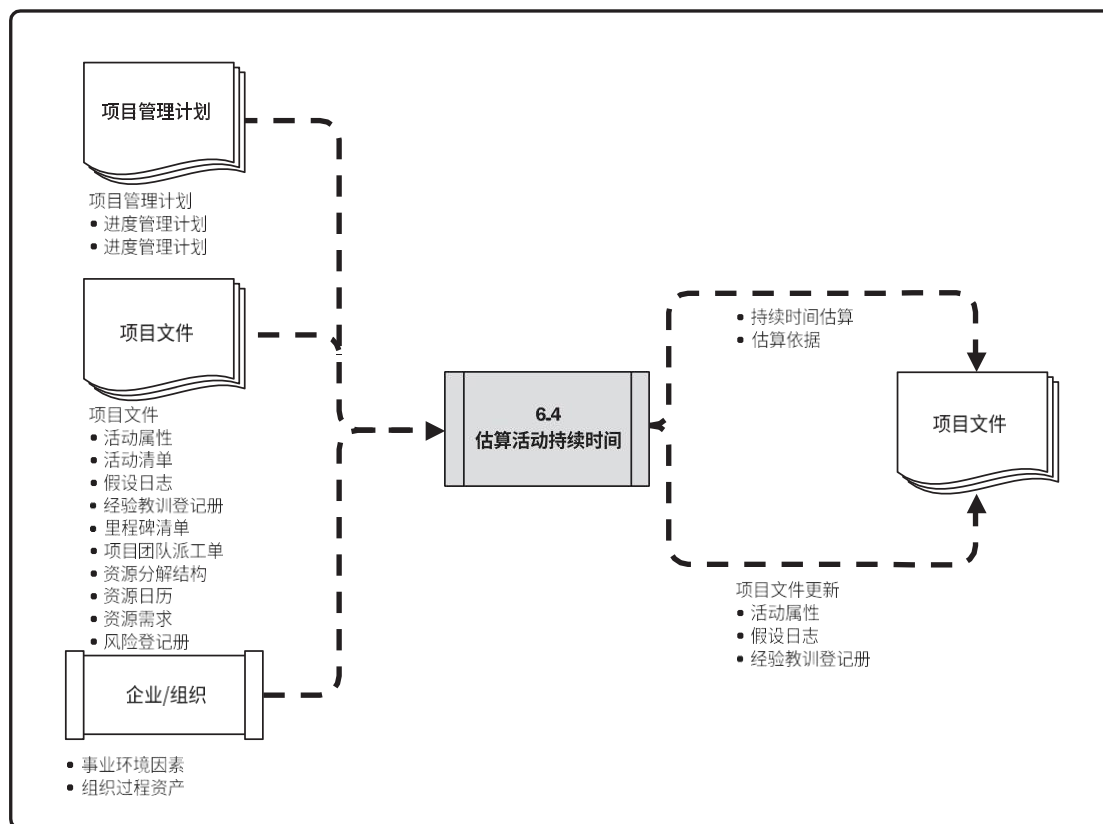 项目管理计划
项目管理计划
• 进度管理计划
• 进度管理计划
项目文件
项目文件
• 活动属性
• 活动清单
• 假设日志
• 经验教训登记册
• 里程碑清单
• 项目团队派工单
• 资源分解结构
• 资源日历
• 资源需求
• 风险登记册
企业/组织
• 事业环境因素
• 组织过程资产
6.4
估算活动持续时间
• 持续时间估算
• 估算依据
项目文件
项目文件更新
• 活动属性
• 假设日志
• 经验教训登记册